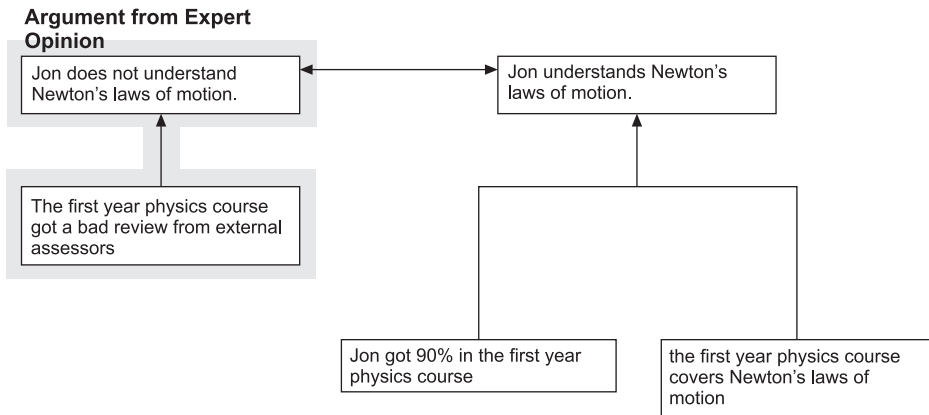 Argument from Expert
Opinion
Jon does not understand
Newton's laws of motion.
Jon understands Newton's
laws of motion.
The first year physics course
got a bad review from external
assessors
Jon got 90% in the first year
physics course
the first year physics course
covers Newton's laws of
motion